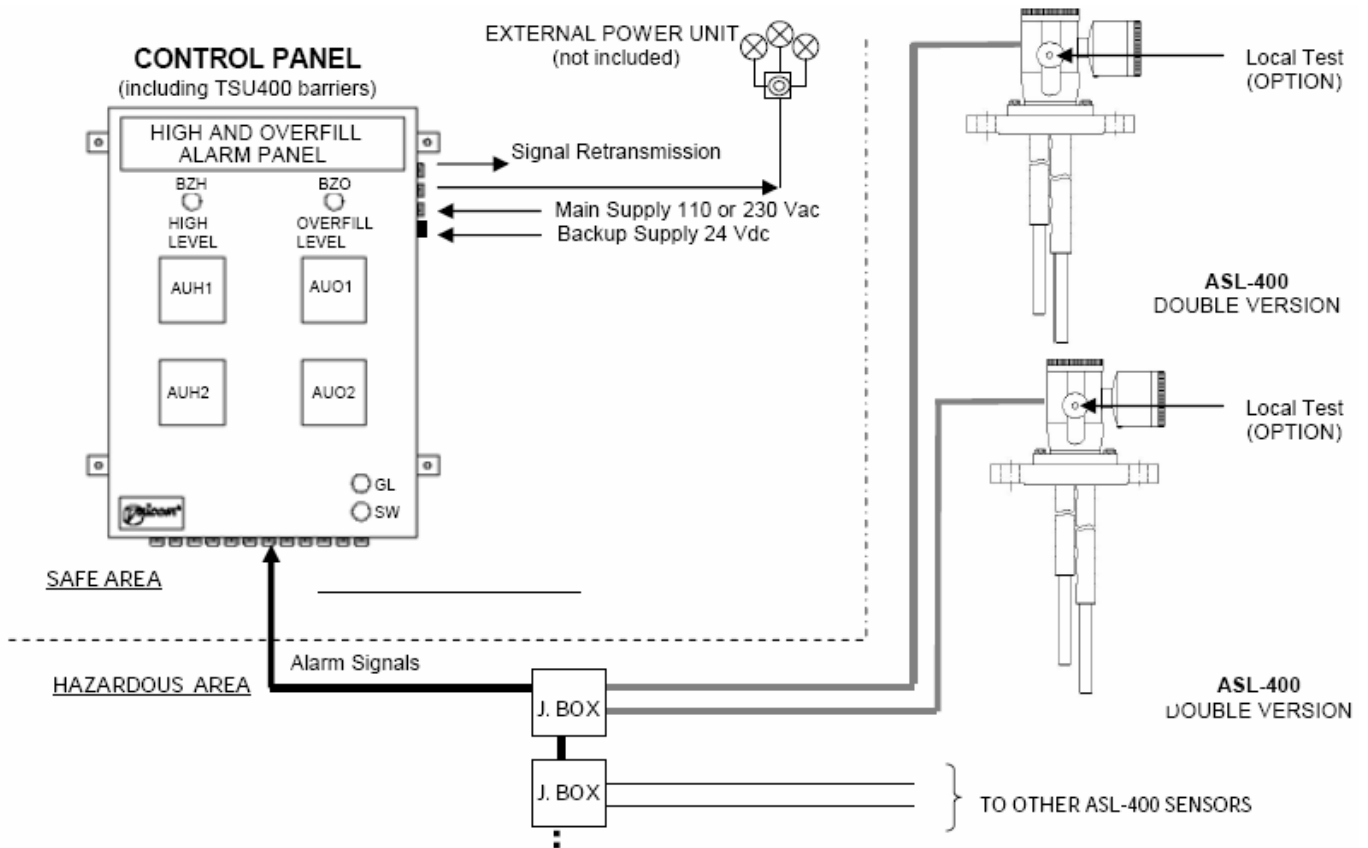 CONTROL PANEL
(including TSU400 barriers)
HIGH AND OVERFILL
ALARM PANEL
BZH
BZO
HIGH
LEVEL
OVERFILL
LEVEL
AUH1
AUO1
AUH2
AUO2
GL
SW
EXTERNAL POWER UNIT
(not included)
Signal Retransmission
Main Supply 110 or 230 Vac
Backup Supply 24 Vdc
Local Test
(OPTION)
ASL-400
DOUBLE VERSION
Local Test
(OPTION)
ASL-400
DOUBLE VERSION
SAFE AREA
HAZARDOUS AREA
Alarm Signals
J. BOX
J. BOX
TO OTHER ASL-400 SENSORS